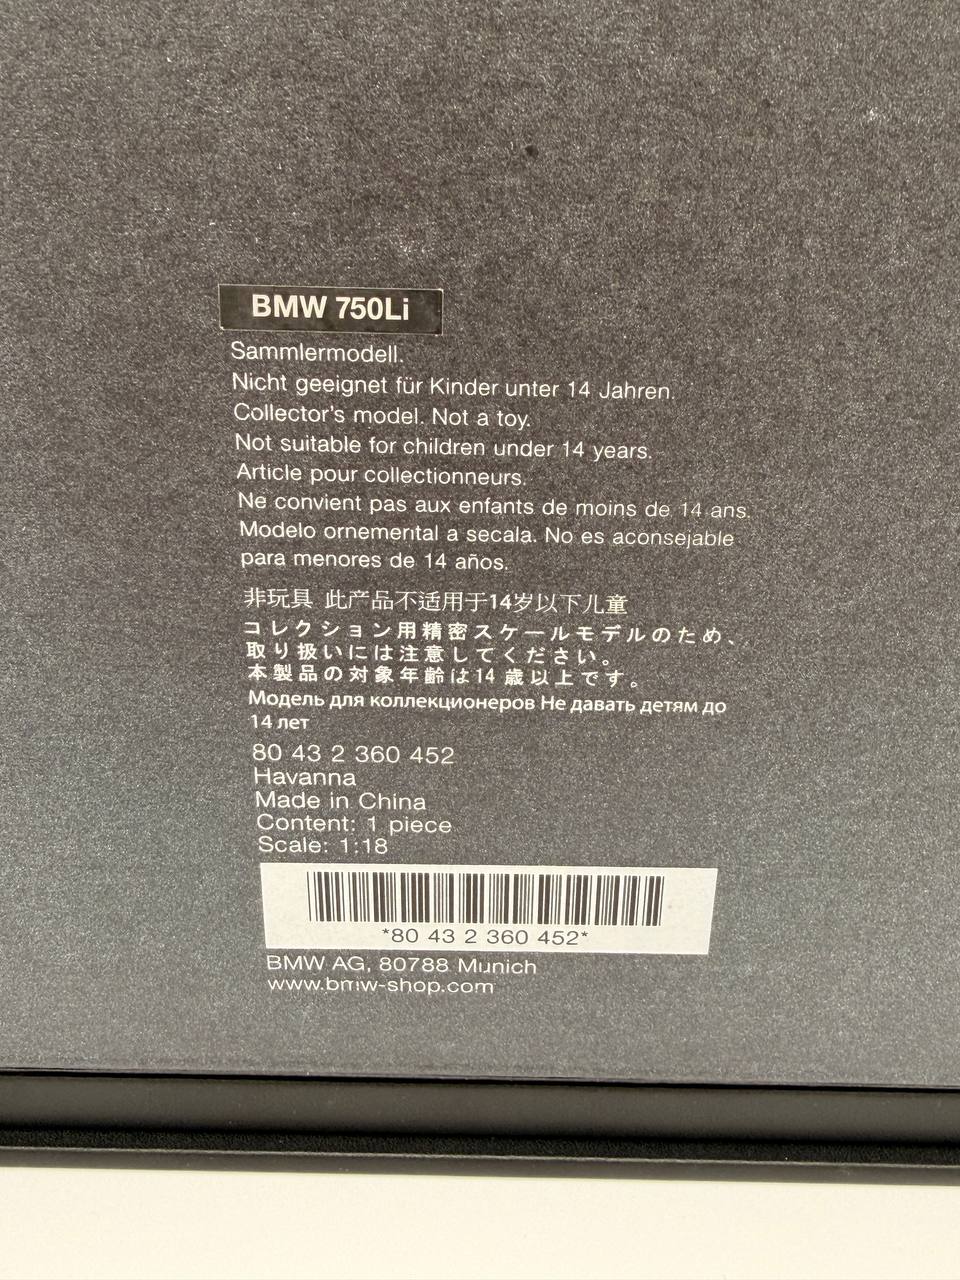 BMW 750Li
Sammlermodell.
Nicht geeignet für Kinder unter 14 Jahren.
Collector's model. Not a toy.
Not suitable for children under 14 years.
Article pour collectionneurs.
Ne convient pas aux enfants de moins de 14 ans.
Modelo ornemental a secala. No es aconsejable
para menores de 14 años.
非玩具 此产品不适用于14岁以下儿童
コレクション用精密スケールモデルのため、
取り扱いには注意してください。
本製品の対象年齢は14歳以上です。
Модель для коллекционеров Не давать детям до
14 лет
80 43 2 360 452
Havanna
Made in China
Content: 1 piece
Scale: 1:18
*80 43 2 360 452*
BMW AG, 80788 Munich
www.bmw-shop.com